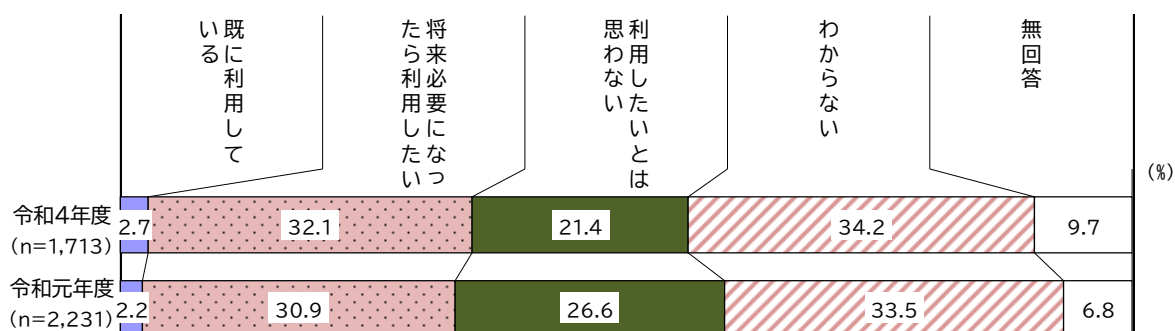 既に利用して
いる
将来必要になっ
たら利用したい
利用したいとは
思わない
わからない
無回答
(%)
令和4年度
(n=1,713)
2.7
32.1
21.4
34.2
9.7
令和元年度
(n=2,231)
2.2
30.9
26.6
33.5
6.8